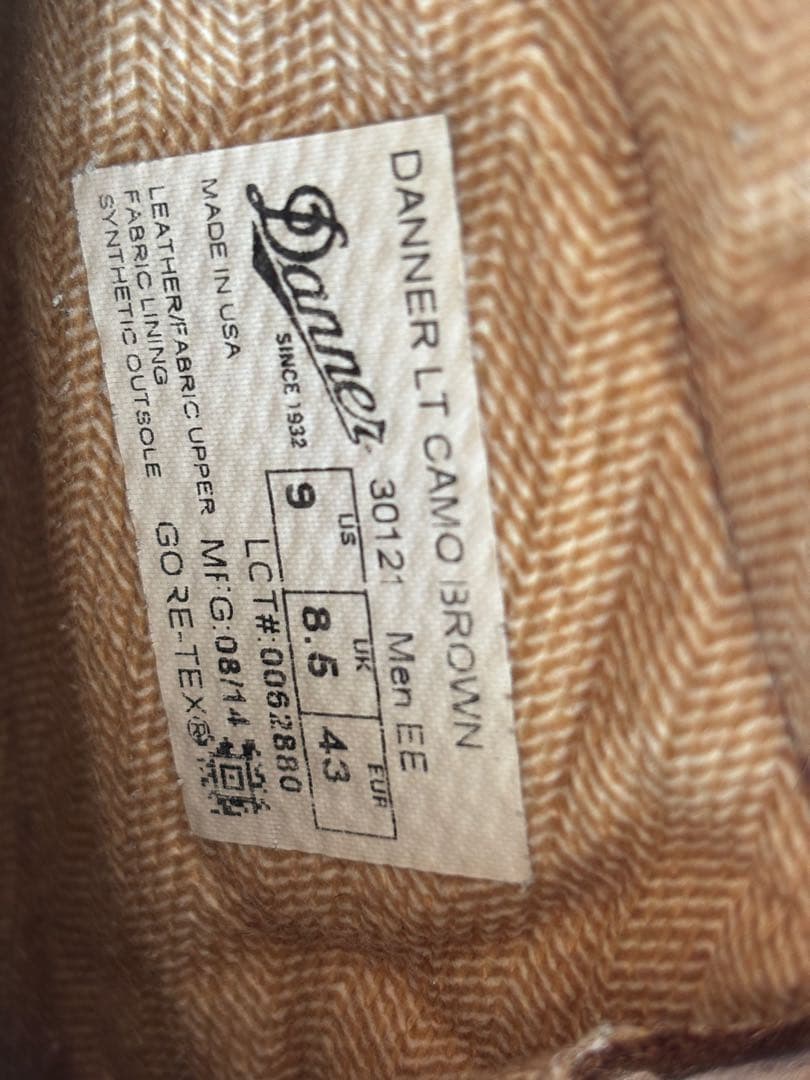 DANNER LT CAMO BROWN
30121 Men EE
Danner
SINCE 1932
US UK EUR
9 8.5 43
MADE IN USA
LCT#:0062880
LEATHER/FABRIC UPPER MFG:08/14
FABRIC LINING
SYNTHETIC OUTSOLE GORE-TEX®